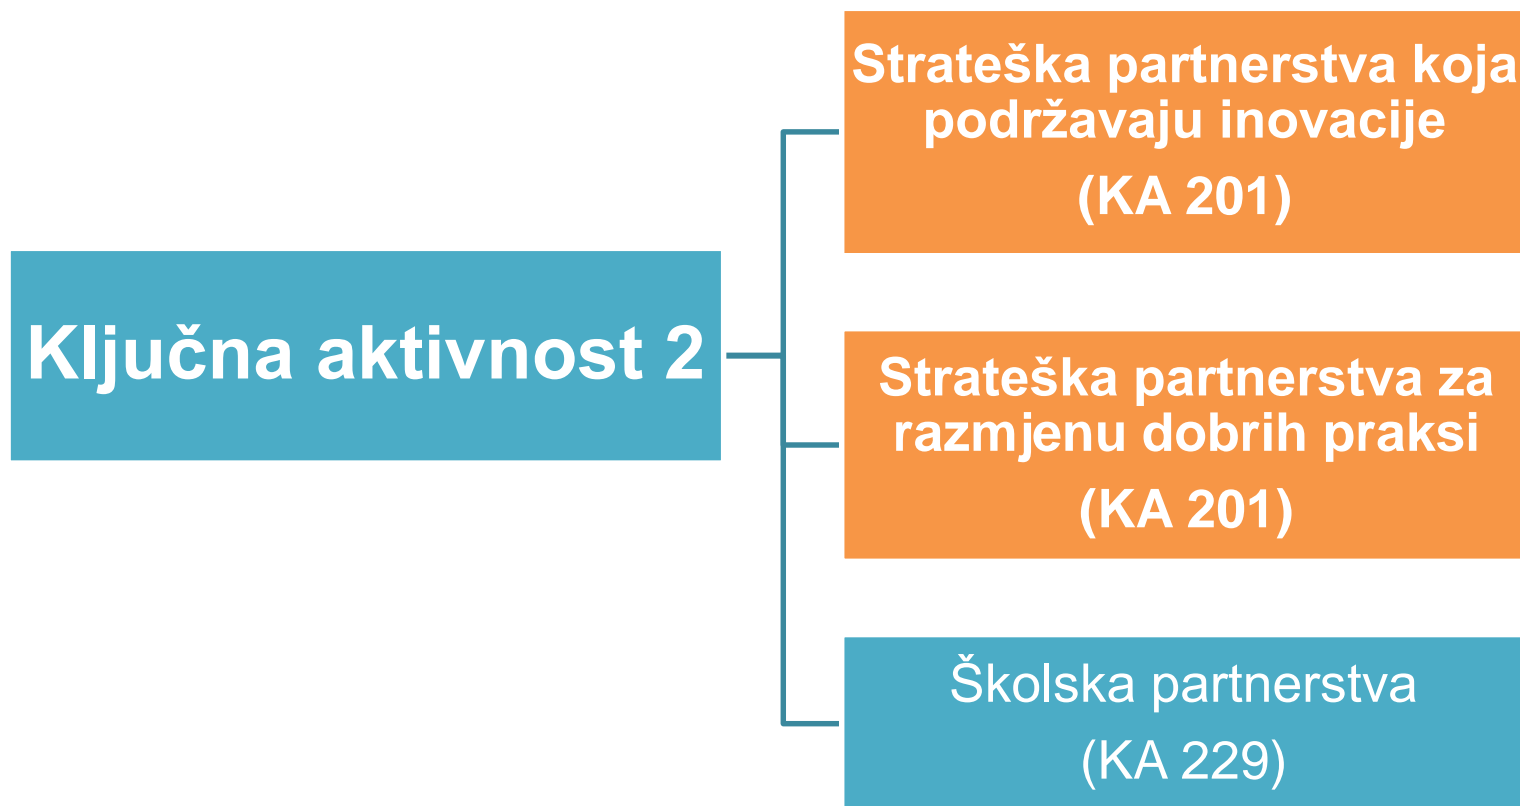 Ključna aktivnost 2
Strateška partnerstva koja
podržavaju inovacije
(KA 201)
Strateška partnerstva za
razmjenu dobrih praksi
(KA 201)
Školska partnerstva
(KA 229)